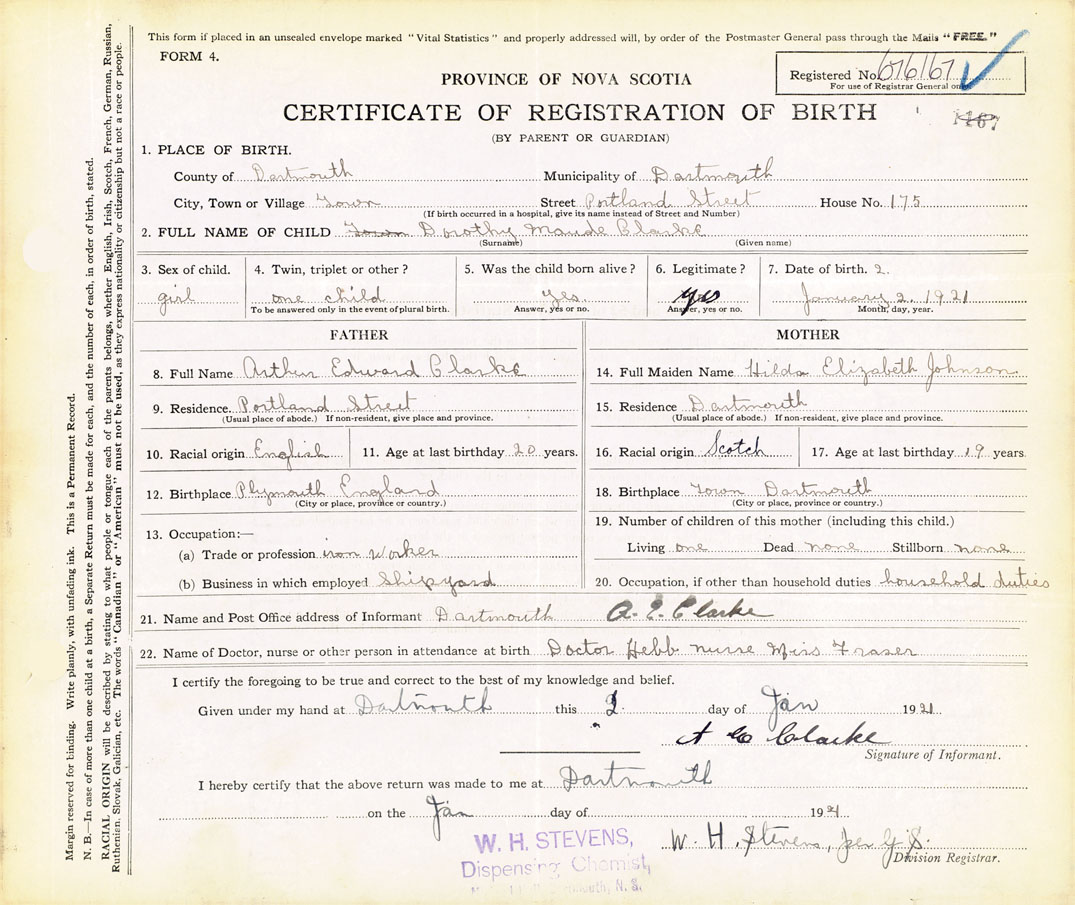 This form if placed in an unsealed envelope marked "Vital Statistics" and properly addressed will, by order of the Postmaster General pass through the Mails "FREE."
FORM 4.
PROVINCE OF NOVA SCOTIA
Registered No. 676167
For use of Registrar General only
CERTIFICATE OF REGISTRATION OF BIRTH
(BY PARENT OR GUARDIAN)
1. PLACE OF BIRTH.
County of Dartmouth Municipality of Dartmouth
City, Town or Village Town Street Portland Street House No. 175
(If birth occurred in a hospital, give its name instead of Street and Number)
2. FULL NAME OF CHILD Town Dorothy Maude Clarke
(Surname) (Given name)
3. Sex of child. 4. Twin, triplet or other? 5. Was the child born alive? 6. Legitimate? 7. Date of birth. 2.
girl one child Yes. yes January 2. 1921
To be answered only in the event of plural birth. Answer, yes or no. Answer, yes or no. Month, day, year.
FATHER MOTHER
8. Full Name Arthur Edward Clarke 14. Full Maiden Name Hilda Elizabeth Johnson
9. Residence. Portland Street 15. Residence Dartmouth
(Usual place of abode.) If non-resident, give place and province. (Usual place of abode.) If non-resident, give place and province.
10. Racial origin English 11. Age at last birthday 20 years. 16. Racial origin Scotch 17. Age at last birthday 19 years
12. Birthplace Plymouth England 18. Birthplace Town Dartmouth
(City or place, province or country.) (City or place, province or country.)
13. Occupation:— 19. Number of children of this mother (including this child.)
(a) Trade or profession iron worker Living one Dead none Stillborn none
(b) Business in which employed Shipyard 20. Occupation, if other than household duties household duties
21. Name and Post Office address of Informant Dartmouth A. E. Clarke
22. Name of Doctor, nurse or other person in attendance at birth Doctor Hebb nurse Miss Fraser
I certify the foregoing to be true and correct to the best of my knowledge and belief.
Given under my hand at Dartmouth this 2 day of Jan 1921
A E Clarke
Signature of Informant.
I hereby certify that the above return was made to me at Dartmouth
on the Jan day of 1921
W. H. STEVENS,
Dispensing Chemist,
W. H. Stevens,
Division Registrar.
Margin reserved for binding. Write plainly, with unfading ink. This is a Permanent Record.
N. B.—In case of more than one child at a birth, a Separate Return must be made for each, and the number of each, in order of birth, stated.
RACIAL ORIGIN will be described by stating to what people or tongue each of the parents belongs, whether English, Irish, Scotch, French, German, Russian,
Ruthenian, Slovak, Galician, etc. The words "Canadian" or "American" must not be used, as they express nationality or citizenship but not a race or people.